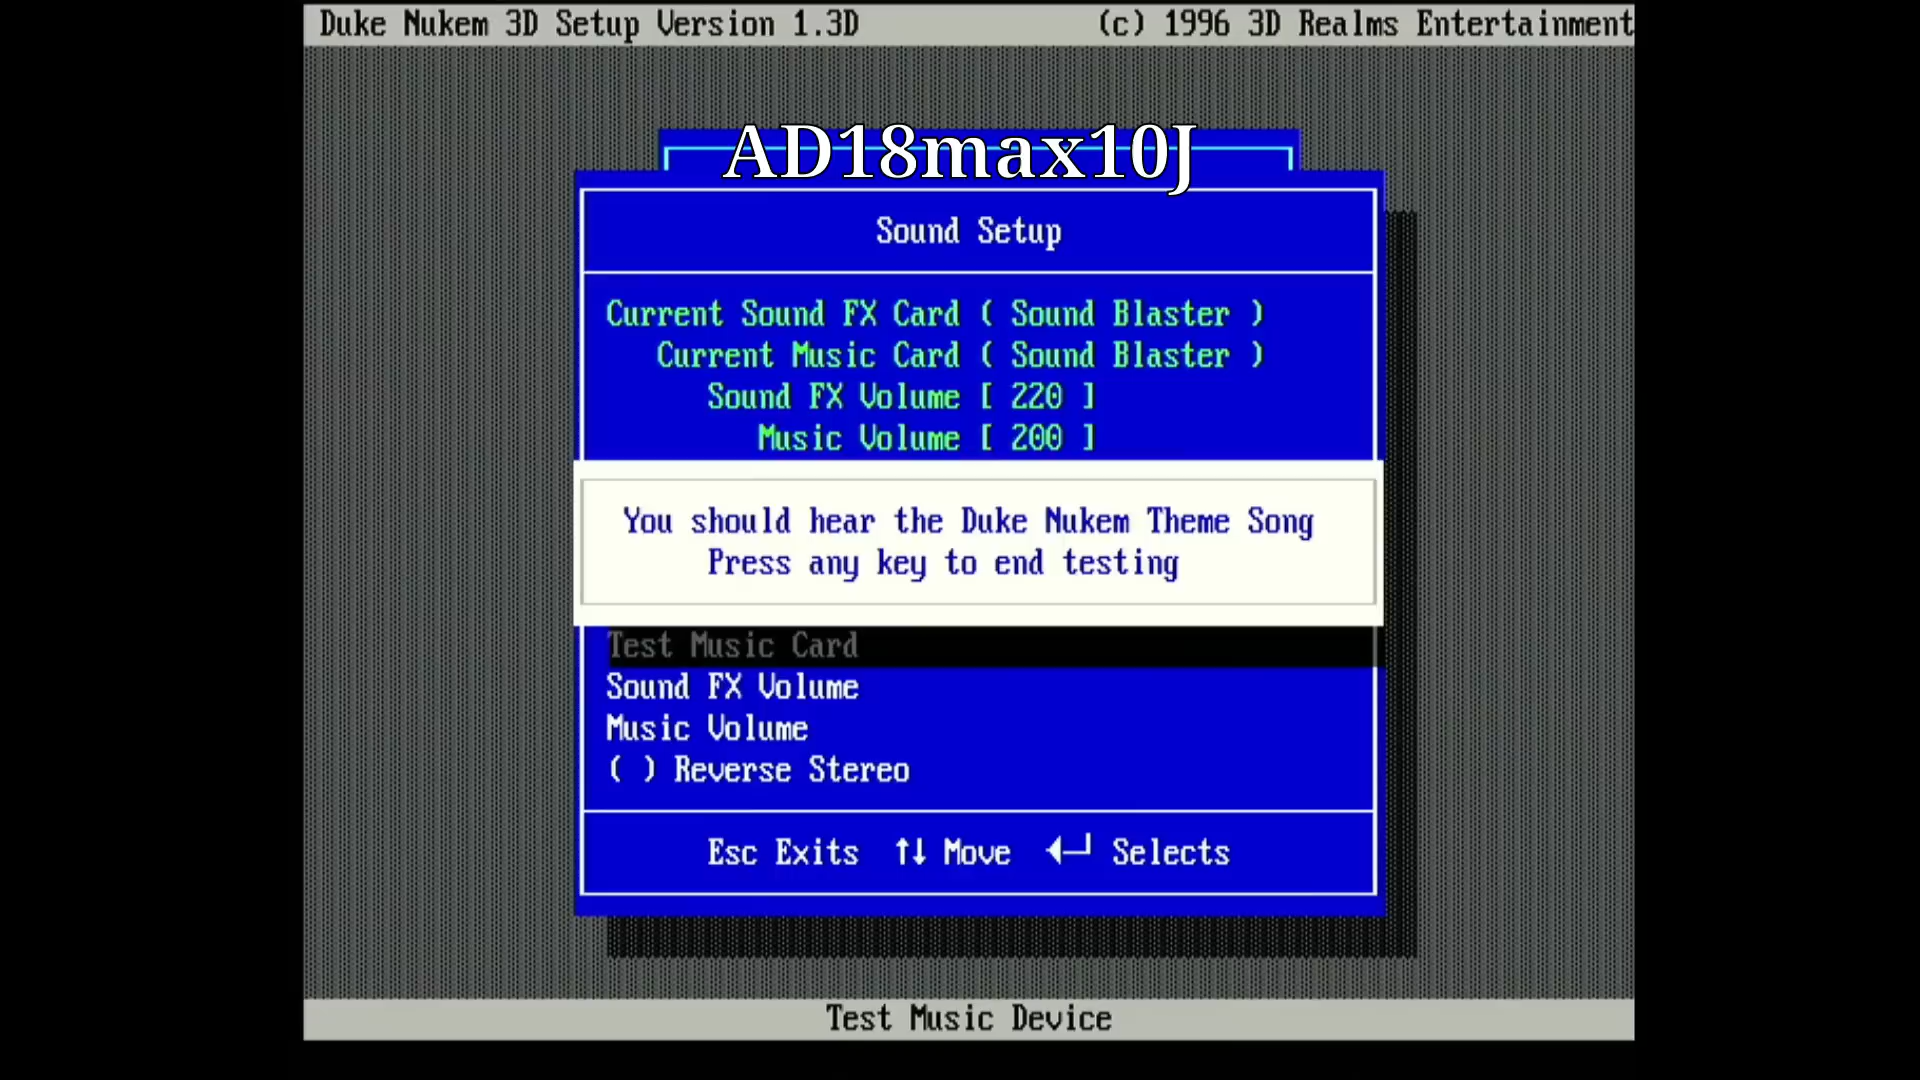 Duke Nukem 3D Setup Version 1.3D (c) 1996 3D Realms Entertainment
AD18max10J
Sound Setup
Current Sound FX Card ( Sound Blaster )
Current Music Card ( Sound Blaster )
Sound FX Volume [ 220 ]
Music Volume [ 200 ]
You should hear the Duke Nukem Theme Song
Press any key to end testing
Test Music Card
Sound FX Volume
Music Volume
( ) Reverse Stereo
Esc Exits ↑↓ Move ◄─┘ Selects
Test Music Device